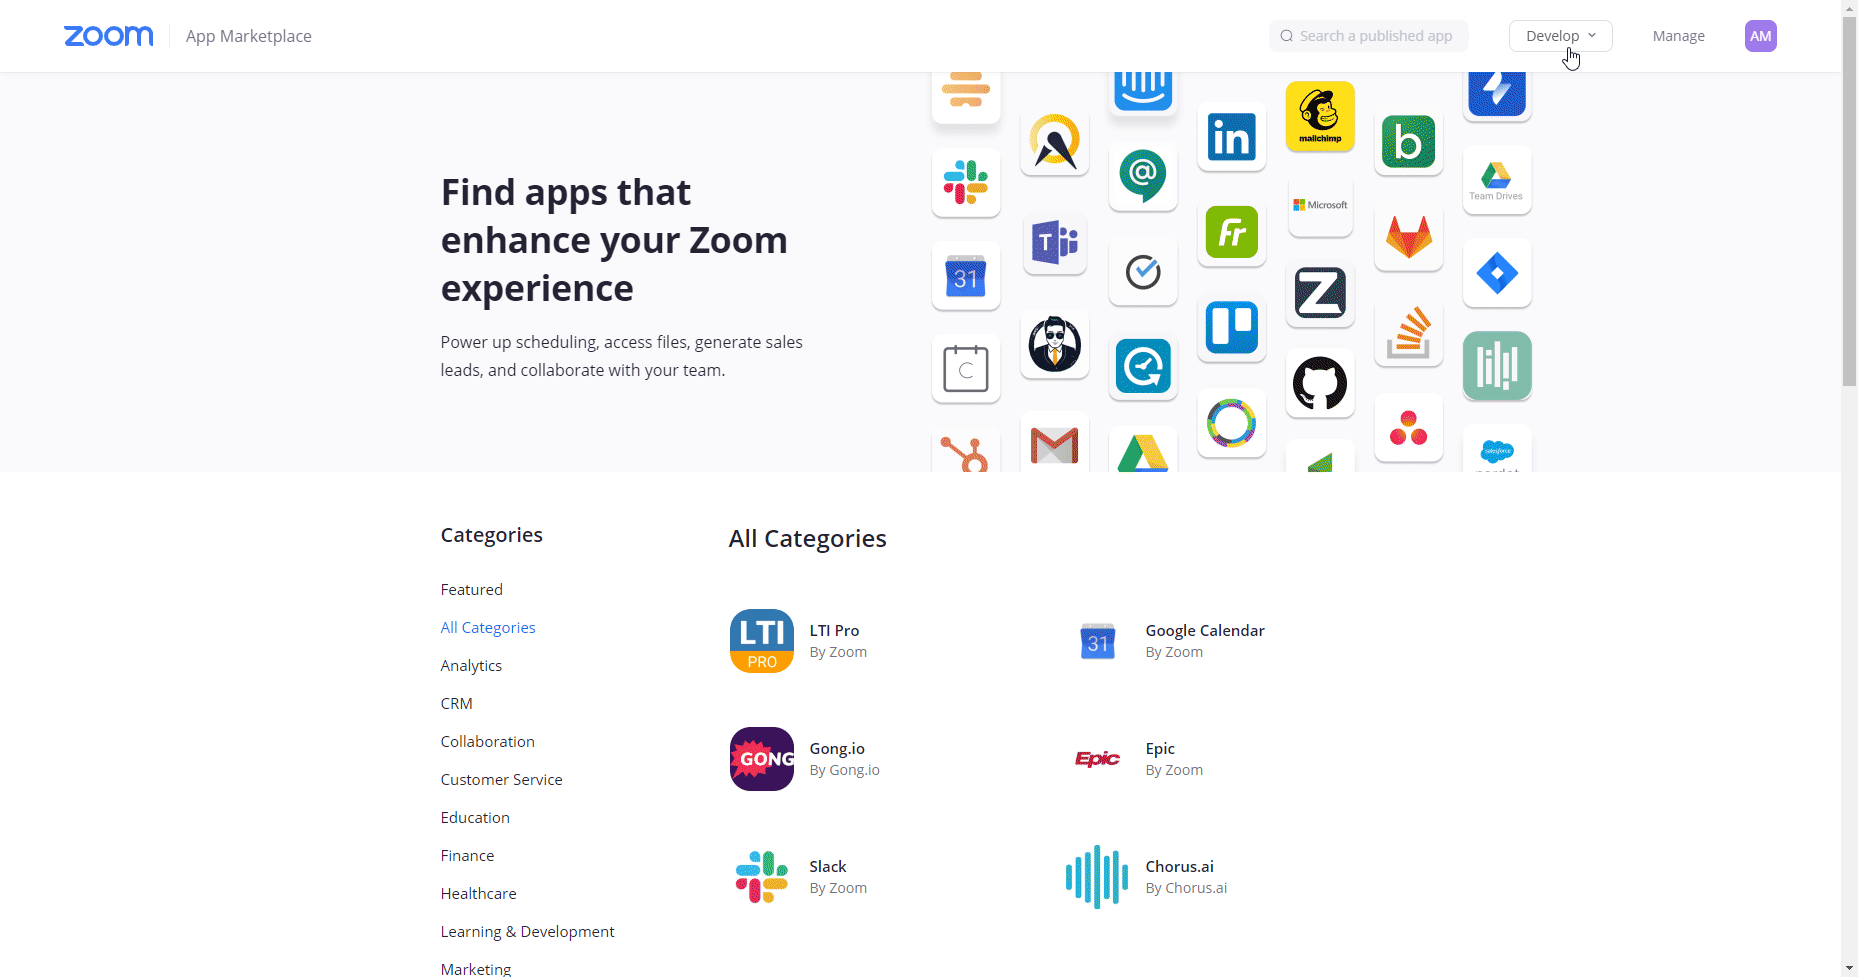 zoom
App Marketplace
Search a published app
Develop
Manage
AM
Find apps that
enhance your Zoom
experience
Power up scheduling, access files, generate sales
leads, and collaborate with your team.
in
mailchimp
b
Team Drives
Microsoft
@
T
Fr
31
Z
C
salesforce
Categories
Featured
All Categories
Analytics
CRM
Collaboration
Customer Service
Education
Finance
Healthcare
Learning & Development
Marketing
All Categories
LTI
PRO
LTI Pro
By Zoom
31
Google Calendar
By Zoom
GONG
Gong.io
By Gong.io
Epic
Epic
By Zoom
Slack
By Zoom
Chorus.ai
By Chorus.ai